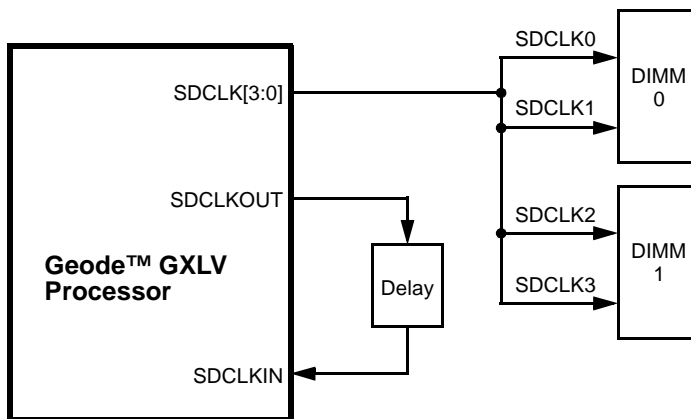 SDCLK[3:0]
SDCLKOUT
Geode™ GXLV
Processor
SDCLKIN
Delay
SDCLK0
SDCLK1
DIMM
0
SDCLK2
SDCLK3
DIMM
1